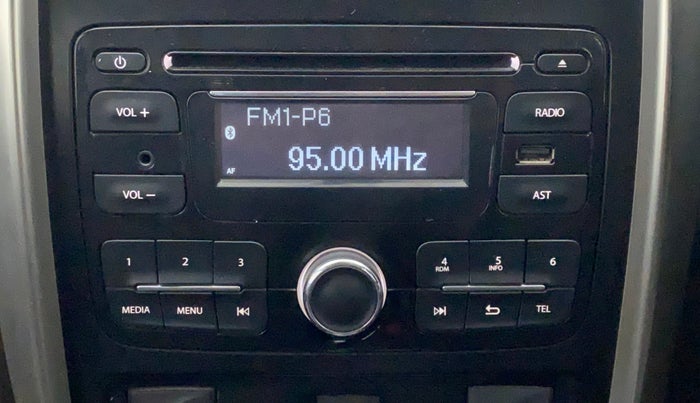 VOL +
FM1-P6
RADIO
AF
95.00 MHz
VOL −
AST
1
2
3
4
RDM
5
INFO
6
MEDIA
MENU
TEL